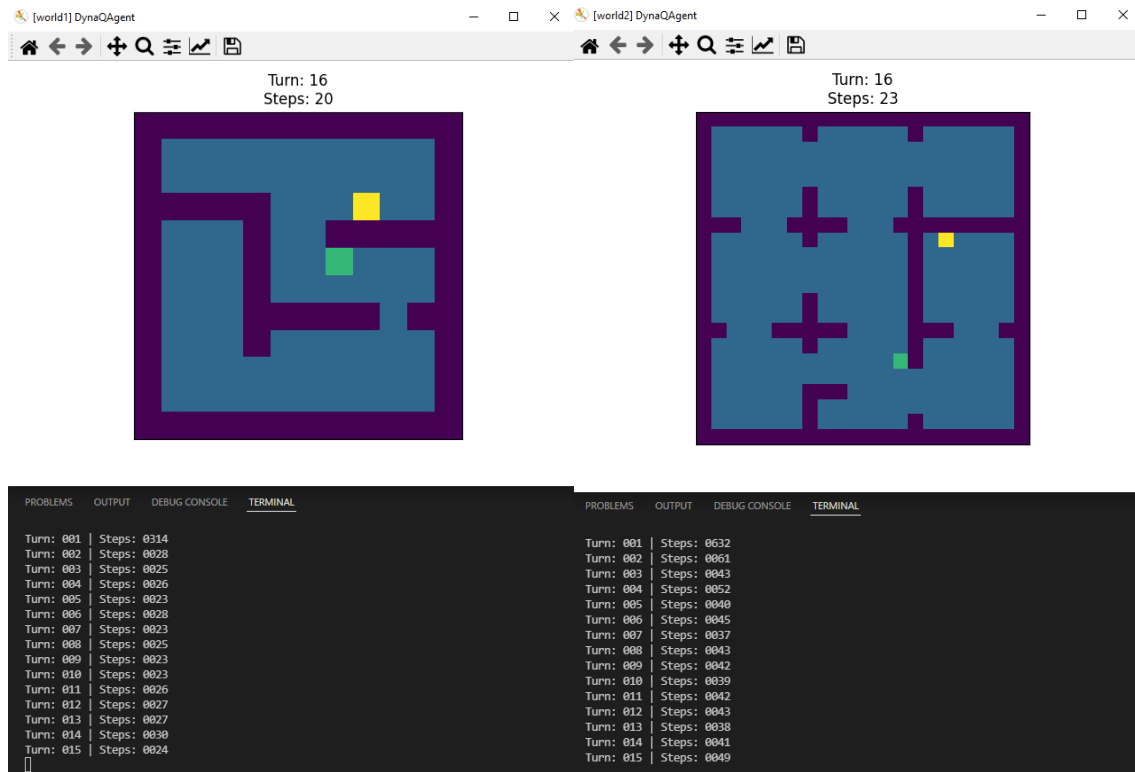 [world1] DynaQAgent
Turn: 16
Steps: 20
PROBLEMS OUTPUT DEBUG CONSOLE TERMINAL
Turn: 001 | Steps: 0314
Turn: 002 | Steps: 0028
Turn: 003 | Steps: 0025
Turn: 004 | Steps: 0026
Turn: 005 | Steps: 0023
Turn: 006 | Steps: 0028
Turn: 007 | Steps: 0023
Turn: 008 | Steps: 0025
Turn: 009 | Steps: 0023
Turn: 010 | Steps: 0023
Turn: 011 | Steps: 0026
Turn: 012 | Steps: 0027
Turn: 013 | Steps: 0027
Turn: 014 | Steps: 0030
Turn: 015 | Steps: 0024
[world2] DynaQAgent
Turn: 16
Steps: 23
PROBLEMS OUTPUT DEBUG CONSOLE TERMINAL
Turn: 001 | Steps: 0632
Turn: 002 | Steps: 0061
Turn: 003 | Steps: 0043
Turn: 004 | Steps: 0052
Turn: 005 | Steps: 0040
Turn: 006 | Steps: 0045
Turn: 007 | Steps: 0037
Turn: 008 | Steps: 0043
Turn: 009 | Steps: 0042
Turn: 010 | Steps: 0039
Turn: 011 | Steps: 0042
Turn: 012 | Steps: 0043
Turn: 013 | Steps: 0038
Turn: 014 | Steps: 0041
Turn: 015 | Steps: 0049